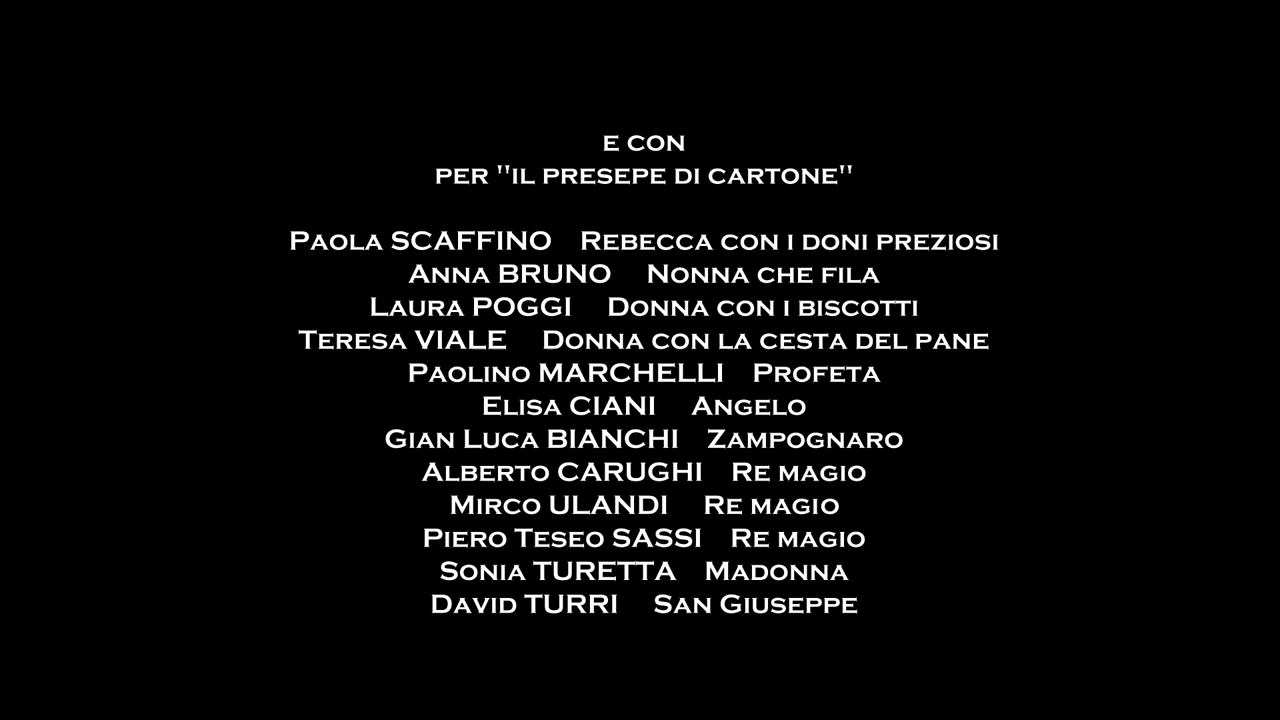 E CON
PER "IL PRESEPE DI CARTONE"
PAOLA SCAFFINO REBECCA CON I DONI PREZIOSI
ANNA BRUNO NONNA CHE FILA
LAURA POGGI DONNA CON I BISCOTTI
TERESA VIALE DONNA CON LA CESTA DEL PANE
PAOLINO MARCHELLI PROFETA
ELISA CIANI ANGELO
GIAN LUCA BIANCHI ZAMPOGNARO
ALBERTO CARUGHI RE MAGIO
MIRCO ULANDI RE MAGIO
PIERO TESEO SASSI RE MAGIO
SONIA TURETTA MADONNA
DAVID TURRI SAN GIUSEPPE